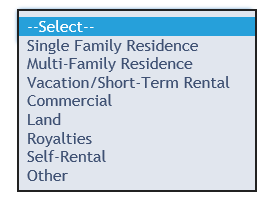 --Select--
Single Family Residence
Multi-Family Residence
Vacation/Short-Term Rental
Commercial
Land
Royalties
Self-Rental
Other